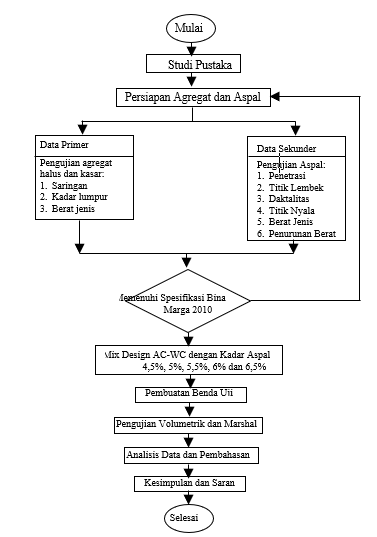 Mulai
Studi Pustaka
Persiapan Agregat dan Aspal
Data Primer
Pengujian agregat
halus dan kasar:
1. Saringan
2. Kadar lumpur
3. Berat jenis
Data Sekunder
Pengujian Aspal:
1. Penetrasi
2. Titik Lembek
3. Daktalitas
4. Titik Nyala
5. Berat Jenis
6. Penurunan Berat
Memenuhi Spesifikasi Bina
Marga 2010
Mix Design AC-WC dengan Kadar Aspal
4,5%, 5%, 5,5%, 6% dan 6,5%
Pembuatan Benda Uji
Pengujian Volumetrik dan Marshal
Analisis Data dan Pembahasan
Kesimpulan dan Saran
Selesai